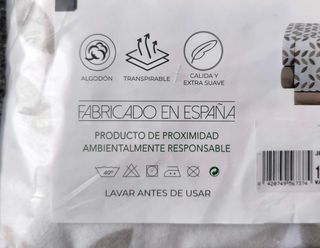 ALGODÓN
TRANSPIRABLE
CALIDA Y
EXTRA SUAVE
FABRICADO EN ESPAÑA
PRODUCTO DE PROXIMIDAD
AMBIENTALMENTE RESPONSABLE
40°
LAVAR ANTES DE USAR